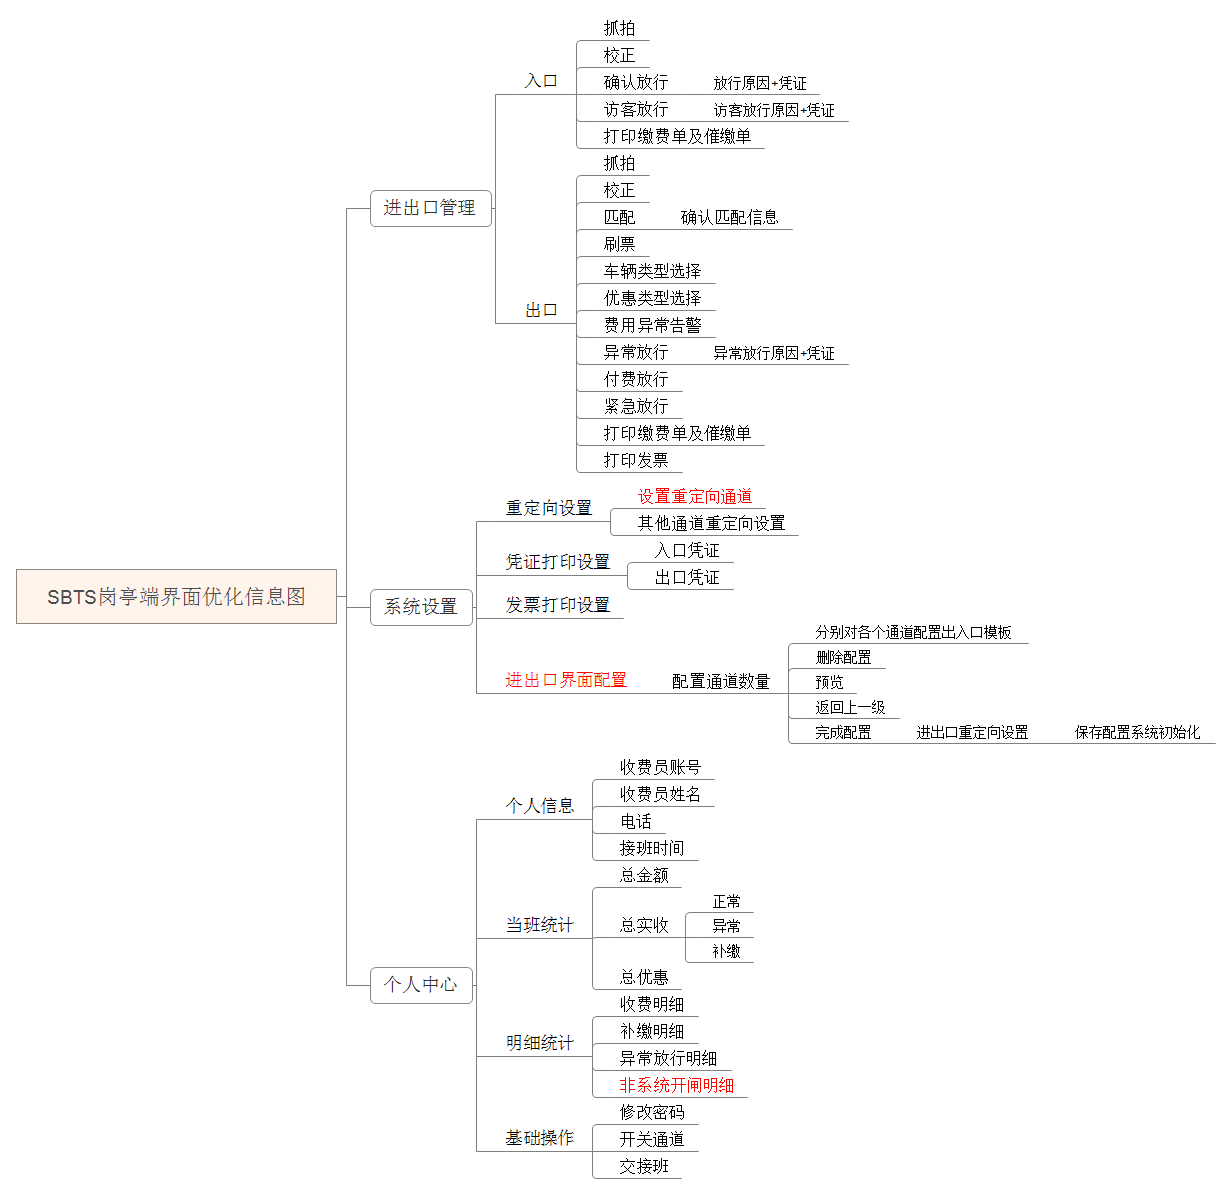 SBTS岗亭端界面优化信息图
进出口管理
入口
抓拍
校正
确认放行
放行原因+凭证
访客放行
访客放行原因+凭证
打印缴费单及催缴单
出口
抓拍
校正
匹配
确认匹配信息
刷票
车辆类型选择
优惠类型选择
费用异常告警
异常放行
异常放行原因+凭证
付费放行
紧急放行
打印缴费单及催缴单
打印发票
系统设置
重定向设置
设置重定向通道
其他通道重定向设置
凭证打印设置
入口凭证
出口凭证
发票打印设置
进出口界面配置
配置通道数量
分别对各个通道配置出入口模板
删除配置
预览
返回上一级
完成配置
进出口重定向设置
保存配置系统初始化
个人中心
个人信息
收费员账号
收费员姓名
电话
接班时间
当班统计
总金额
总实收
正常
异常
补缴
总优惠
明细统计
收费明细
补缴明细
异常放行明细
非系统开闸明细
基础操作
修改密码
开关通道
交接班